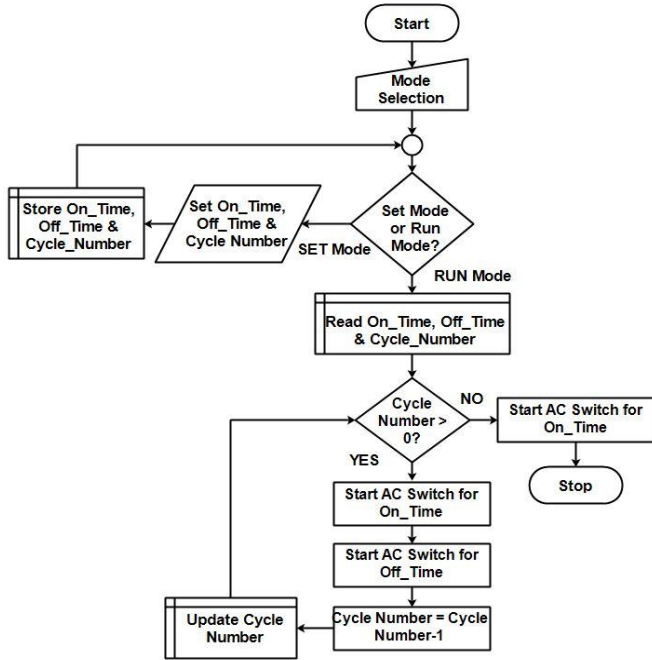 Start
Mode
Selection
Set Mode
or Run
Mode?
SET Mode
Set On_Time,
Off_Time &
Cycle Number
Store On_Time,
Off_Time &
Cycle_Number
RUN Mode
Read On_Time, Off_Time
& Cycle_Number
Cycle
Number >
0?
NO
Start AC Switch for
On_Time
Stop
YES
Start AC Switch for
On_Time
Start AC Switch for
Off_Time
Cycle Number = Cycle
Number-1
Update Cycle
Number